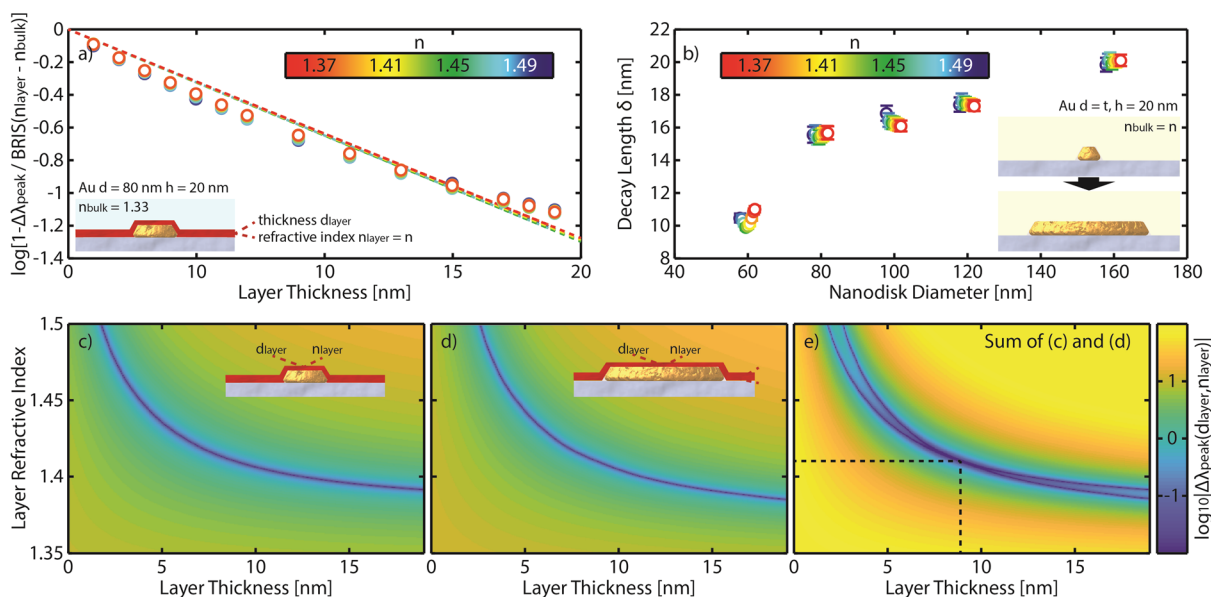 log[1-Δλpeak / BRIS(nlayer - nbulk)]
0
-0.2
-0.4
-0.6
-0.8
-1
-1.2
-1.4
a)
n
1.37 1.41 1.45 1.49
Au d = 80 nm h = 20 nm
nbulk = 1.33
thickness dlayer
refractive index nlayer = n
0 10 10 15 20
Layer Thickness [nm]
Decay Length δ [nm]
22
20
18
16
14
12
10
8
b)
n
1.37 1.41 1.45 1.49
Au d = t, h = 20 nm
nbulk = n
40 60 80 100 120 140 160 180
Nanodisk Diameter [nm]
Layer Refractive Index
1.5
1.45
1.4
1.35
c)
dlayer nlayer
0 5 10 15
Layer Thickness [nm]
d)
dlayer nlayer
0 5 10 15
Layer Thickness [nm]
e) Sum of (c) and (d)
0 5 10 15
Layer Thickness [nm]
1
0
-1
log10|Δλpeak(dlayer,nlayer)|